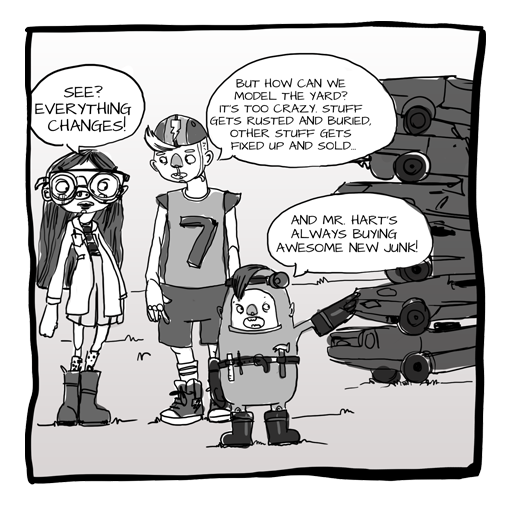 SEE?
EVERYTHING
CHANGES!
BUT HOW CAN WE
MODEL THE YARD?
IT'S TOO CRAZY. STUFF
GETS RUSTED AND BURIED,
OTHER STUFF GETS
FIXED UP AND SOLD...
AND MR. HART'S
ALWAYS BUYING
AWESOME NEW JUNK!
7